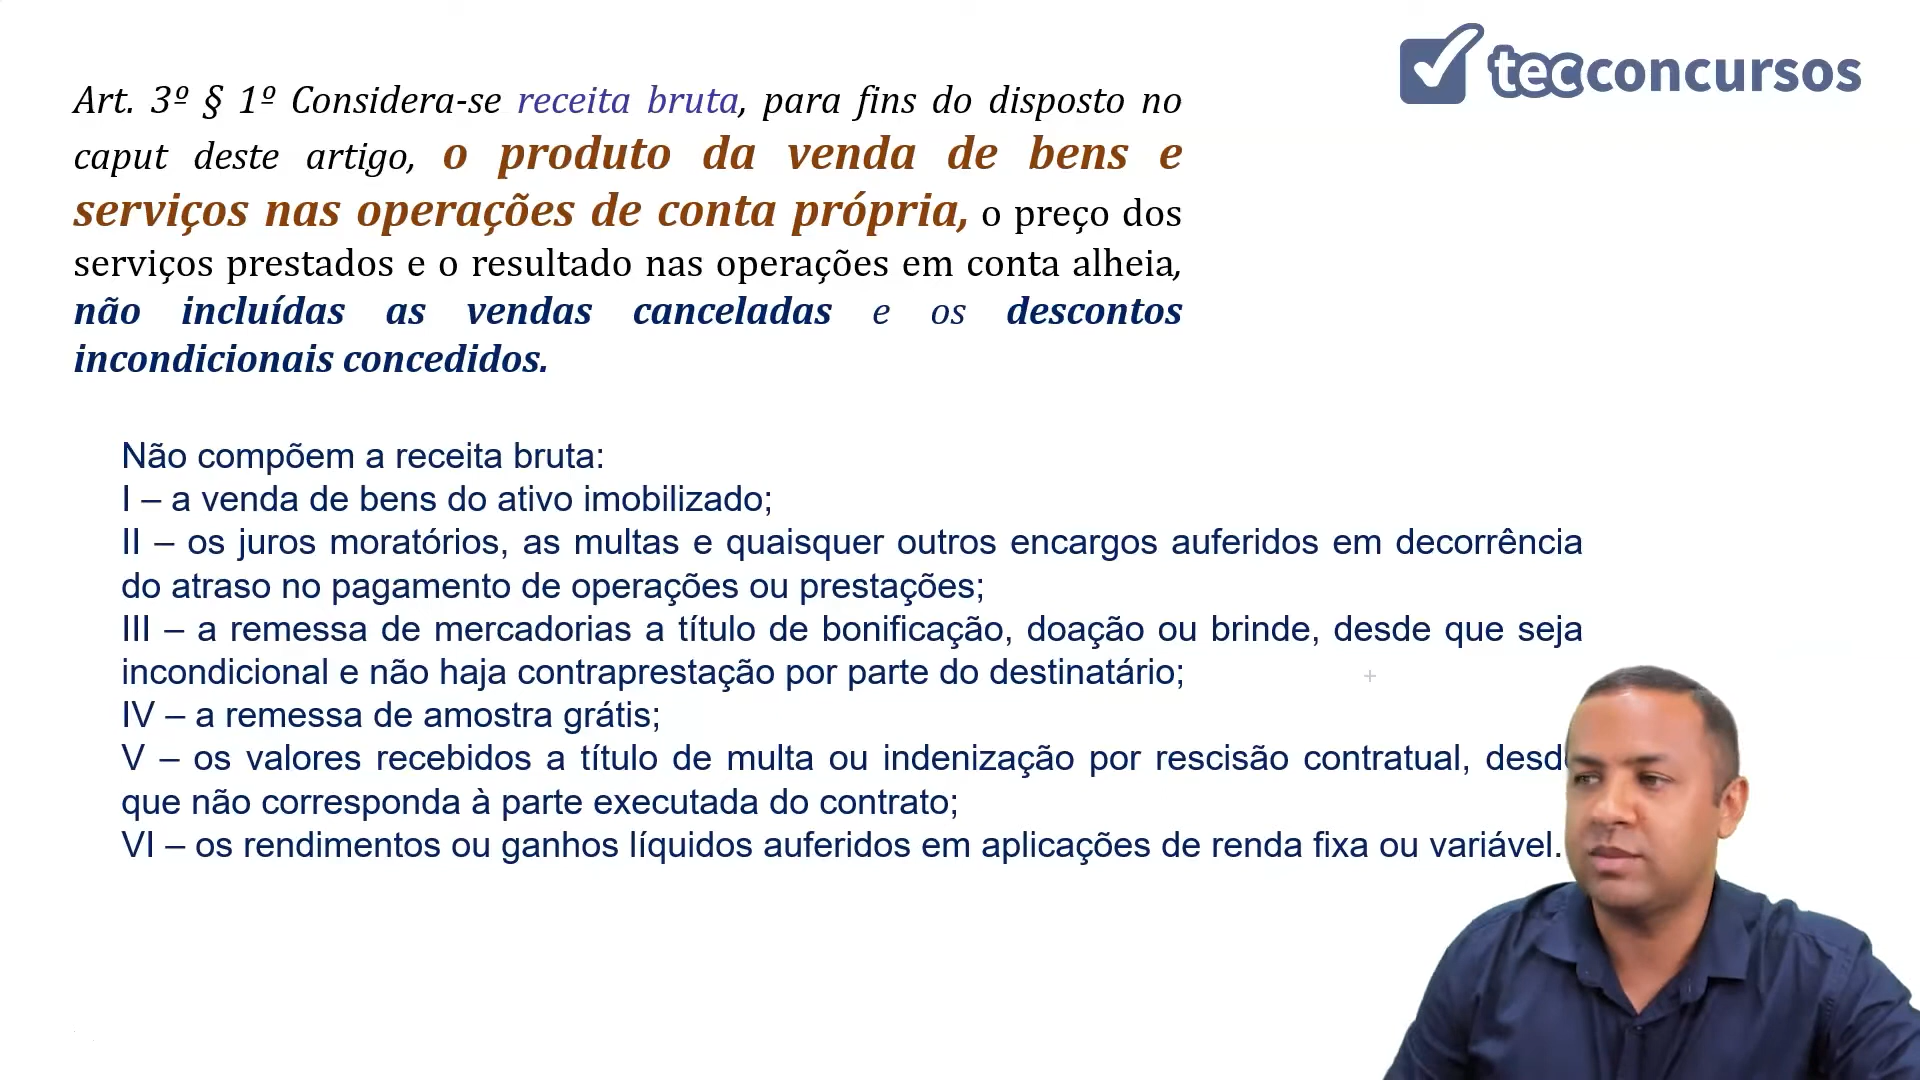 tecconcursos
Art. 3º § 1º Considera-se receita bruta, para fins do disposto no
caput deste artigo, o produto da venda de bens e
serviços nas operações de conta própria, o preço dos
serviços prestados e o resultado nas operações em conta alheia,
não incluídas as vendas canceladas e os descontos
incondicionais concedidos.
Não compõem a receita bruta:
I – a venda de bens do ativo imobilizado;
II – os juros moratórios, as multas e quaisquer outros encargos auferidos em decorrência
do atraso no pagamento de operações ou prestações;
III – a remessa de mercadorias a título de bonificação, doação ou brinde, desde que seja
incondicional e não haja contraprestação por parte do destinatário;
IV – a remessa de amostra grátis;
V – os valores recebidos a título de multa ou indenização por rescisão contratual, desde
que não corresponda à parte executada do contrato;
VI – os rendimentos ou ganhos líquidos auferidos em aplicações de renda fixa ou variável.